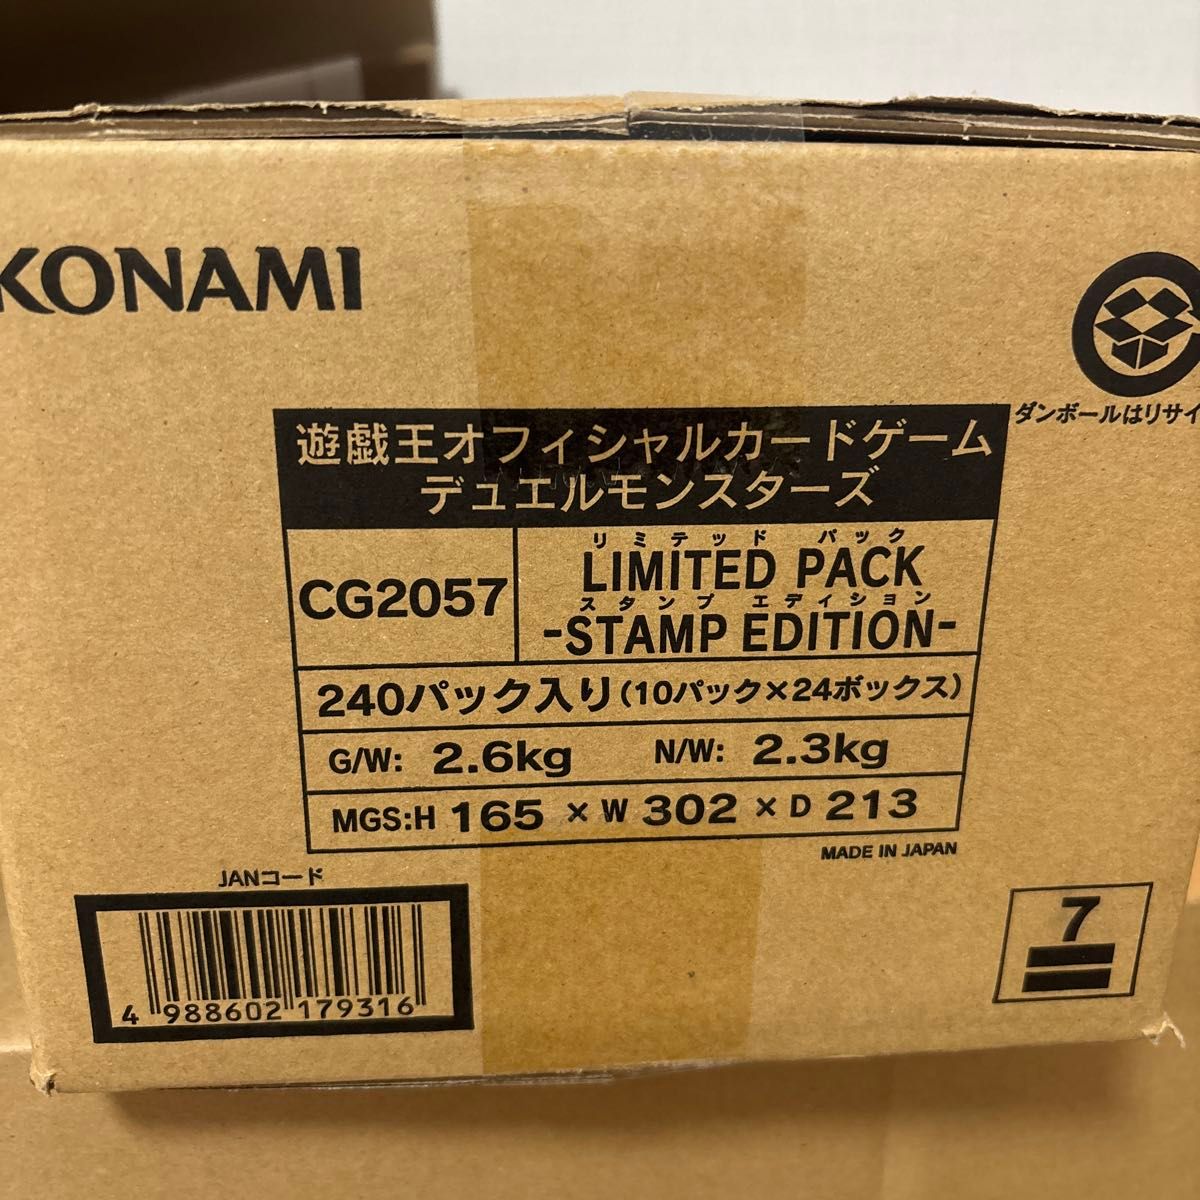 KONAMI
ダンボールはリサイ
遊戯王オフィシャルカードゲーム
デュエルモンスターズ
CG2057
リミテッド パック
LIMITED PACK
スタンプ エディション
-STAMP EDITION-
240パック入り(10パック×24ボックス)
G/W: 2.6kg N/W: 2.3kg
MGS:H 165 × W 302 × D 213
MADE IN JAPAN
JANコード
4 988602 179316
7